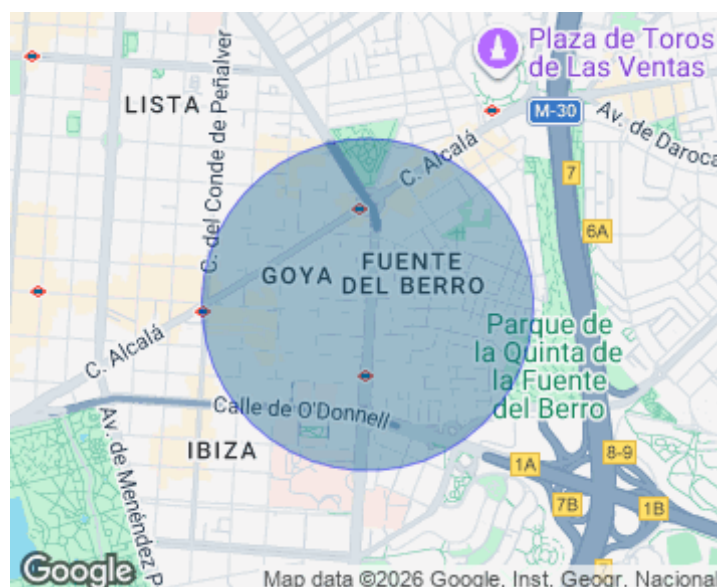 Plaza de Toros
de Las Ventas
LISTA
C. del Conde de Peñalver
M-30
Av. de Daroca
C. Alcalá
7
6A
GOYA
FUENTE
DEL BERRO
Parque de
la Quinta de
la Fuente
del Berro
C. Alcalá
Calle de O'Donnell
Av. de Menéndez P
IBIZA
1A
8-9
7B
1B
Google
Map data ©2026 Google, Inst. Geogr. Nacional